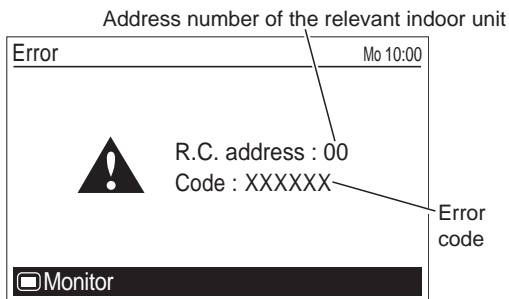 Address number of the relevant indoor unit
Error Mo 10:00
R.C. address : 00
Code : XXXXXX
Error
code
Monitor